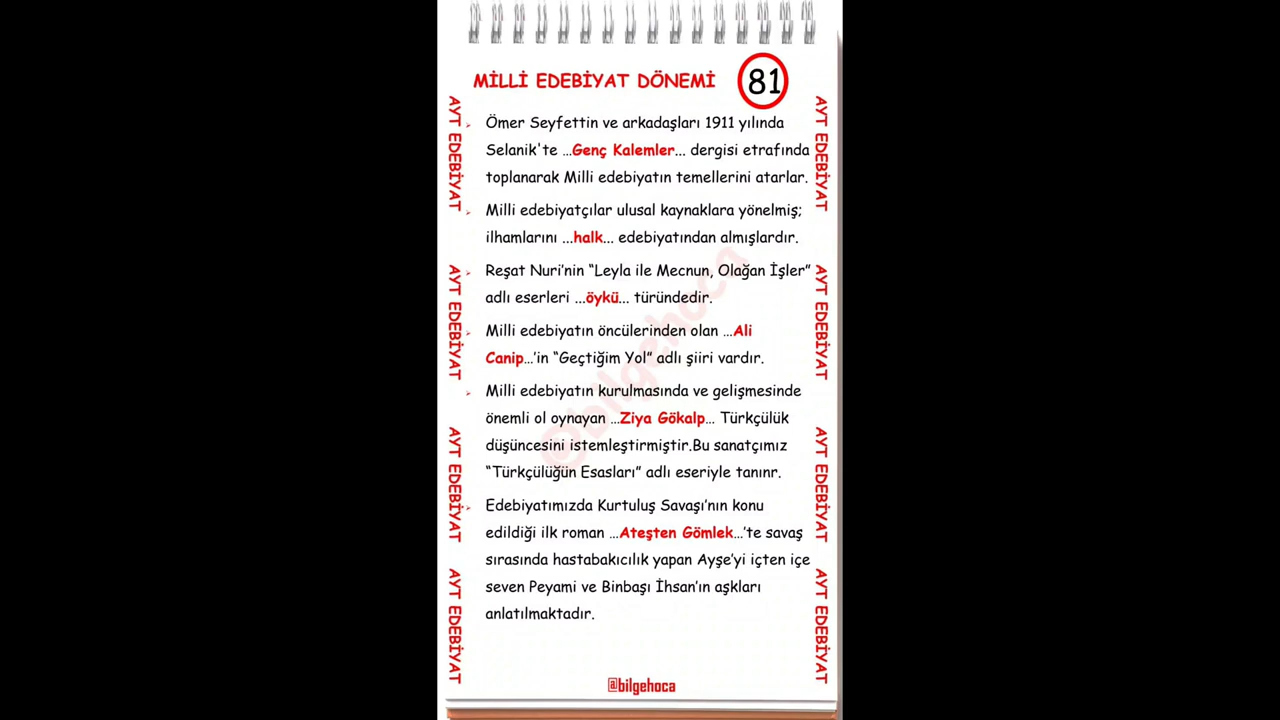 MİLLİ EDEBİYAT DÖNEMİ 81
Ömer Seyfettin ve arkadaşları 1911 yılında
Selanik'te ...Genç Kalemler... dergisi etrafında
toplanarak Milli edebiyatın temellerini atarlar.
Milli edebiyatçılar ulusal kaynaklara yönelmiş;
ilhamlarını ...halk... edebiyatından almışlardır.
Reşat Nuri’nin “Leyla ile Mecnun, Olağan İşler”
adlı eserleri ...öykü... türündedir.
Milli edebiyatın öncülerinden olan ...Ali
Canip...’in “Geçtiğim Yol” adlı şiiri vardır.
Milli edebiyatın kurulmasında ve gelişmesinde
önemli ol oynayan ...Ziya Gökalp... Türkçülük
düşüncesini istemleştirmiştir.Bu sanatçımız
“Türkçülüğün Esasları” adlı eseriyle tanınr.
Edebiyatımızda Kurtuluş Savaşı’nın konu
edildiği ilk roman ...Ateşten Gömlek...’te savaş
sırasında hastabakıcılık yapan Ayşe’yi içten içe
seven Peyami ve Binbaşı İhsan’ın aşkları
anlatılmaktadır.
@bilgehoca
@bilgehoca
AYT EDEBİYAT
AYT EDEBİYAT
AYT EDEBİYAT
AYT EDEBİYAT
AYT EDEBİYAT
AYT EDEBİYAT
AYT EDEBİYAT
AYT EDEBİYAT